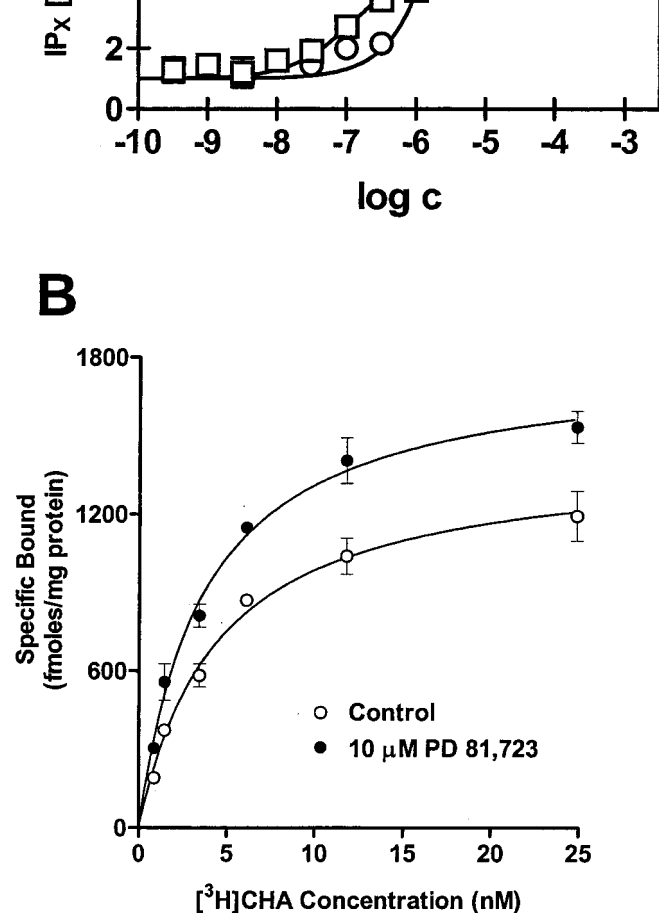 IPx [
2
0
-10 -9 -8 -7 -6 -5 -4 -3
log c
B
1800
1200
600
0
Specific Bound
(fmoles/mg protein)
Control
10 µM PD 81,723
0 5 10 15 20 25
[³H]CHA Concentration (nM)